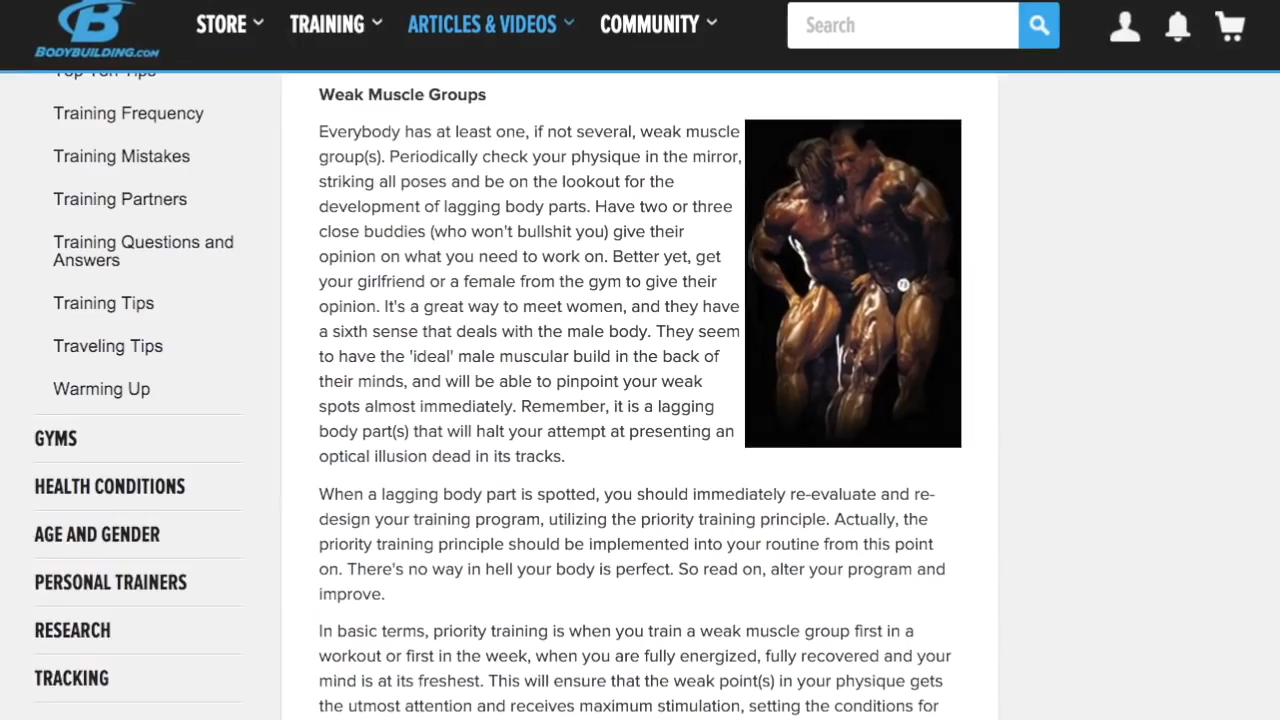 BODYBUILDING.COM
STORE
TRAINING
ARTICLES & VIDEOS
COMMUNITY
Search
Top Ten Tips
Training Frequency
Training Mistakes
Training Partners
Training Questions and
Answers
Training Tips
Traveling Tips
Warming Up
GYMS
HEALTH CONDITIONS
AGE AND GENDER
PERSONAL TRAINERS
RESEARCH
TRACKING
Weak Muscle Groups
Everybody has at least one, if not several, weak muscle
group(s). Periodically check your physique in the mirror,
striking all poses and be on the lookout for the
development of lagging body parts. Have two or three
close buddies (who won't bullshit you) give their
opinion on what you need to work on. Better yet, get
your girlfriend or a female from the gym to give their
opinion. It's a great way to meet women, and they have
a sixth sense that deals with the male body. They seem
to have the 'ideal' male muscular build in the back of
their minds, and will be able to pinpoint your weak
spots almost immediately. Remember, it is a lagging
body part(s) that will halt your attempt at presenting an
optical illusion dead in its tracks.
When a lagging body part is spotted, you should immediately re-evaluate and re-
design your training program, utilizing the priority training principle. Actually, the
priority training principle should be implemented into your routine from this point
on. There's no way in hell your body is perfect. So read on, alter your program and
improve.
In basic terms, priority training is when you train a weak muscle group first in a
workout or first in the week, when you are fully energized, fully recovered and your
mind is at its freshest. This will ensure that the weak point(s) in your physique gets
the utmost attention and receives maximum stimulation, setting the conditions for